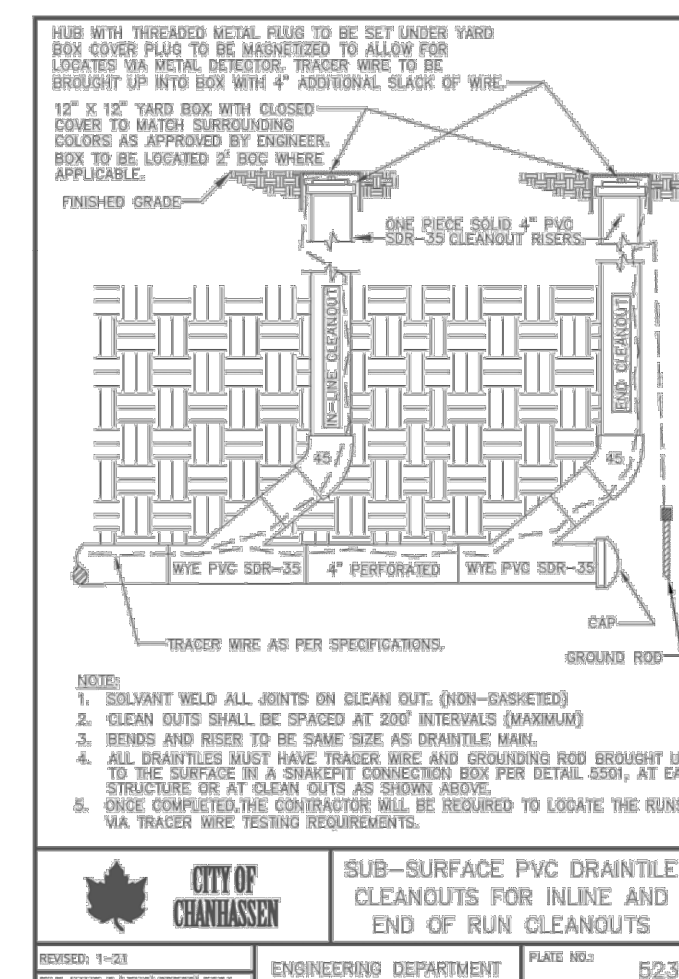 HUB WITH THREADED METAL PLUG TO BE SET UNDER YARD
BOX COVER PLUG TO BE MAGNETIZED TO ALLOW FOR
LOCATES VIA METAL DETECTOR. TRACER WIRE TO BE
BROUGHT UP INTO BOX WITH 4" ADDITIONAL SLACK OF WIRE.
12" X 12" YARD BOX WITH CLOSED
COVER TO MATCH SURROUNDING
COLORS AS APPROVED BY ENGINEER.
BOX TO BE LOCATED 2' BOC WHERE
APPLICABLE.
FINISHED GRADE
ONE PIECE SOLID 4" PVC
SDR-35 CLEANOUT RISERS.
IN-LINE CLEANOUT
END CLEANOUT
45
45
WYE PVC SDR-35
4" PERFORATED
WYE PVC SDR-35
CAP
TRACER WIRE AS PER SPECIFICATIONS.
GROUND ROD
NOTE:
1. SOLVANT WELD ALL JOINTS ON CLEAN OUT. (NON-GASKETED)
2. CLEAN OUTS SHALL BE SPACED AT 200' INTERVALS (MAXIMUM)
3. BENDS AND RISER TO BE SAME SIZE AS DRAINTILE MAIN.
4. ALL DRAINTILES MUST HAVE TRACER WIRE AND GROUNDING ROD BROUGHT U
TO THE SURFACE IN A SNAKEPIT CONNECTION BOX PER DETAIL 5501, AT EA
STRUCTURE OR AT CLEAN OUTS AS SHOWN ABOVE.
5. ONCE COMPLETED,THE CONTRACTOR WILL BE REQUIRED TO LOCATE THE RUNS
VIA TRACER WIRE TESTING REQUIREMENTS.
CITY OF
CHANHASSEN
SUB-SURFACE PVC DRAINTILE
CLEANOUTS FOR INLINE AND
END OF RUN CLEANOUTS
REVISED: 1-21
ENGINEERING DEPARTMENT
PLATE NO.:
523